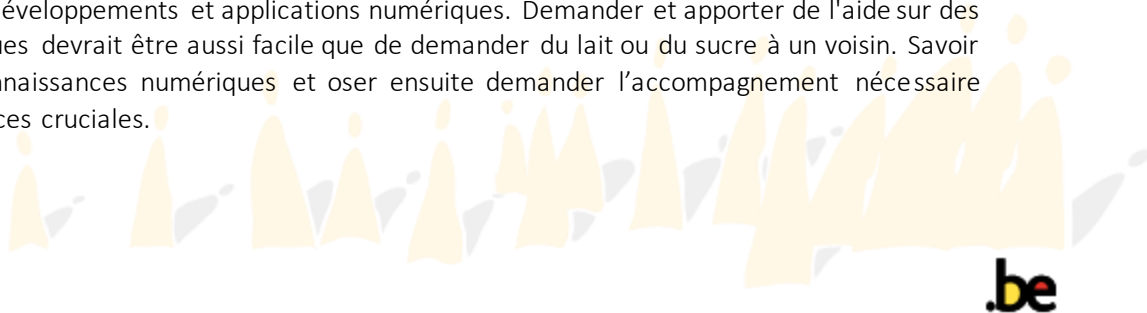 éveloppements et applications numériques. Demander et apporter de l'aide sur des
ues devrait être aussi facile que de demander du lait ou du sucre à un voisin. Savoir
nnaissances numériques et oser ensuite demander l’accompagnement nécessaire
ces cruciales.
.be